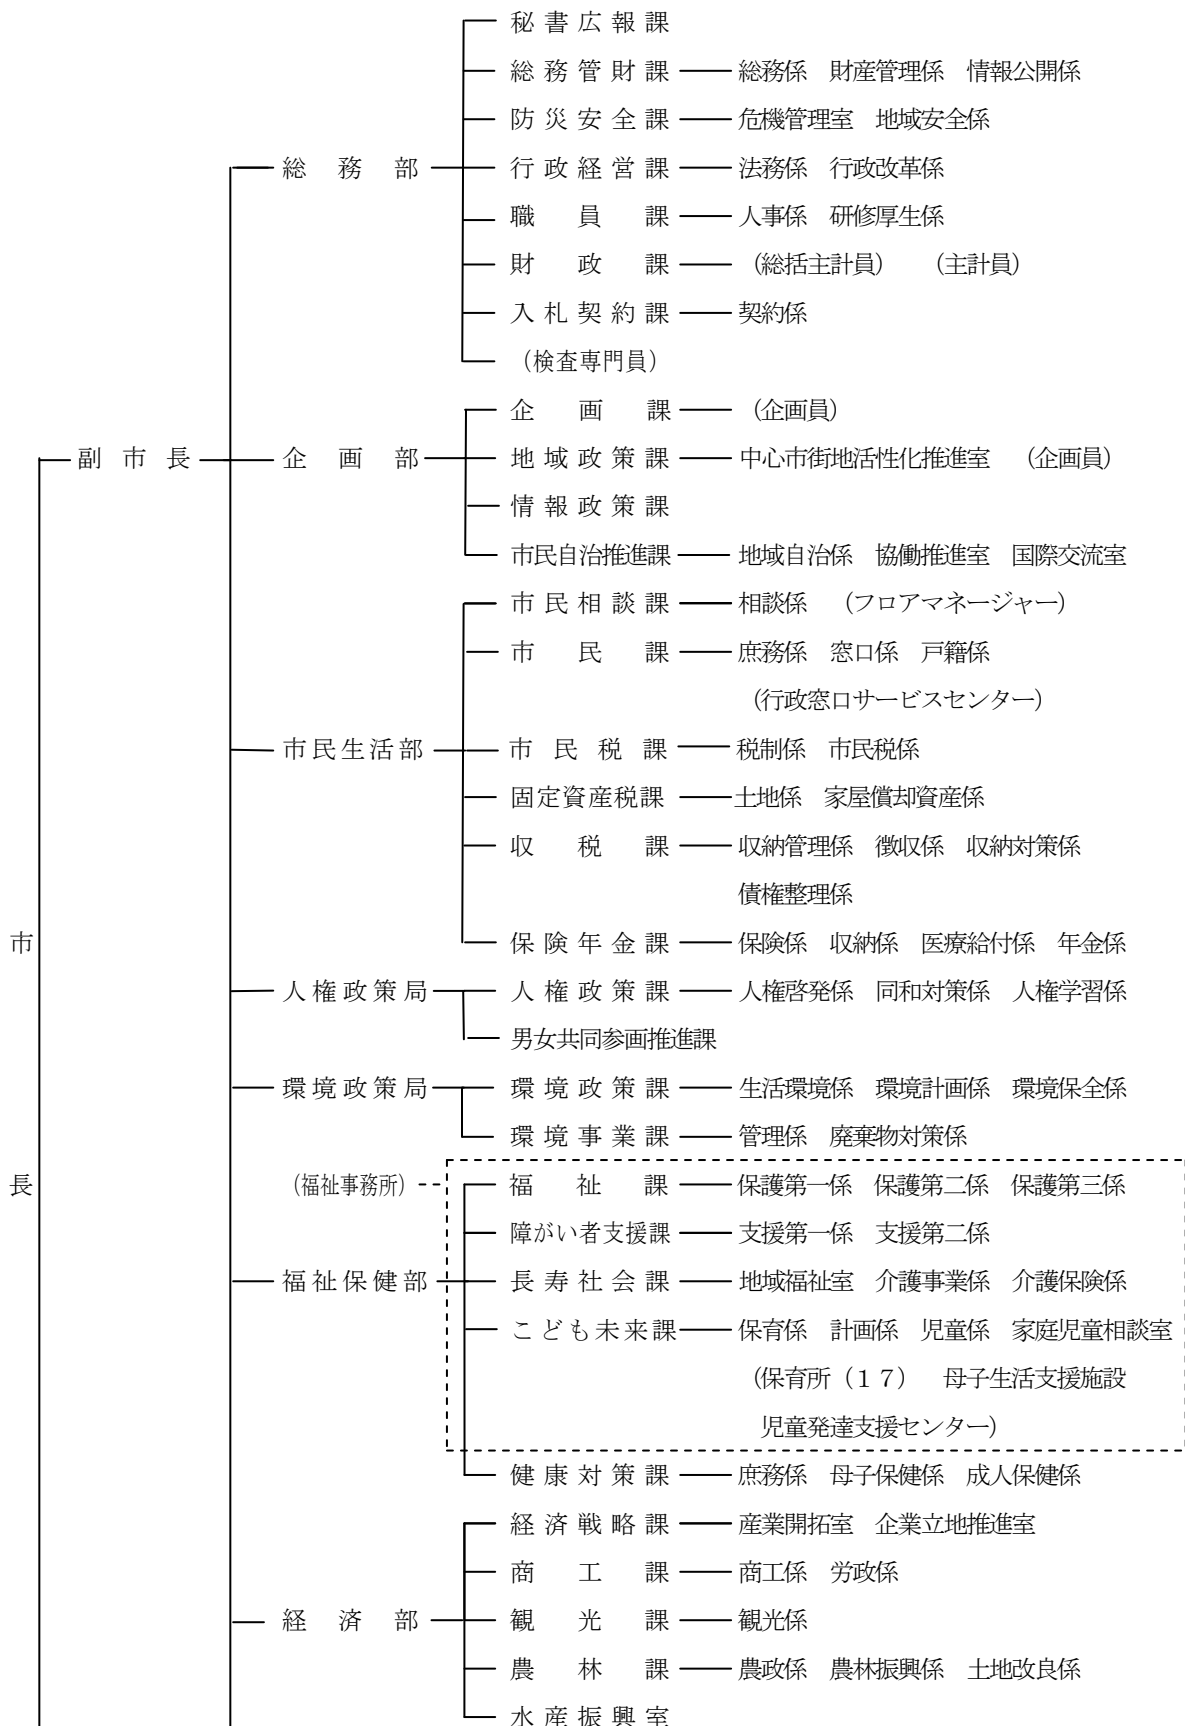 秘書広報課
総務管財課 総務係 財産管理係 情報公開係
防災安全課 危機管理室 地域安全係
総務部 行政経営課 法務係 行政改革係
職員課 人事係 研修厚生係
財政課 (総括主計員) (主計員)
入札契約課 契約係
(検査専門員)
企画課 (企画員)
副市長 企画部 地域政策課 中心市街地活性化推進室 (企画員)
情報政策課
市民自治推進課 地域自治係 協働推進室 国際交流室
市民相談課 相談係 (フロアマネージャー)
市民課 庶務係 窓口係 戸籍係
(行政窓口サービスセンター)
市民生活部 市民税課 税制係 市民税係
固定資産税課 土地係 家屋償却資産係
収税課 収納管理係 徴収係 収納対策係
債権整理係
市 保険年金課 保険係 収納係 医療給付係 年金係
人権政策局 人権政策課 人権啓発係 同和対策係 人権学習係
男女共同参画推進課
環境政策局 環境政策課 生活環境係 環境計画係 環境保全係
環境事業課 管理係 廃棄物対策係
長 (福祉事務所) 福祉課 保護第一係 保護第二係 保護第三係
障がい者支援課 支援第一係 支援第二係
福祉保健部 長寿社会課 地域福祉室 介護事業係 介護保険係
こども未来課 保育係 計画係 児童係 家庭児童相談室
(保育所(17) 母子生活支援施設
児童発達支援センター)
健康対策課 庶務係 母子保健係 成人保健係
経済戦略課 産業開拓室 企業立地推進室
商工課 商工係 労政係
経済部 観光課 観光係
農林課 農政係 農林振興係 土地改良係
水産振興室